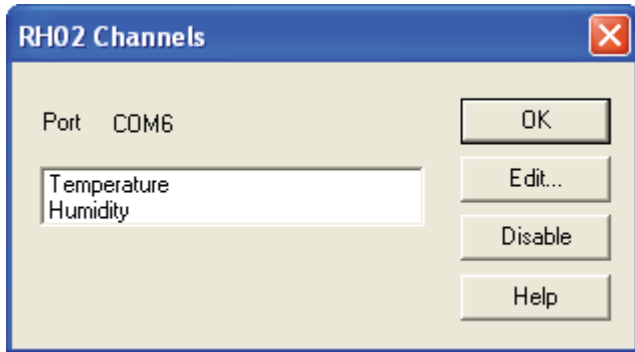 RH02 Channels
Port COM6
OK
Temperature
Humidity
Edit...
Disable
Help